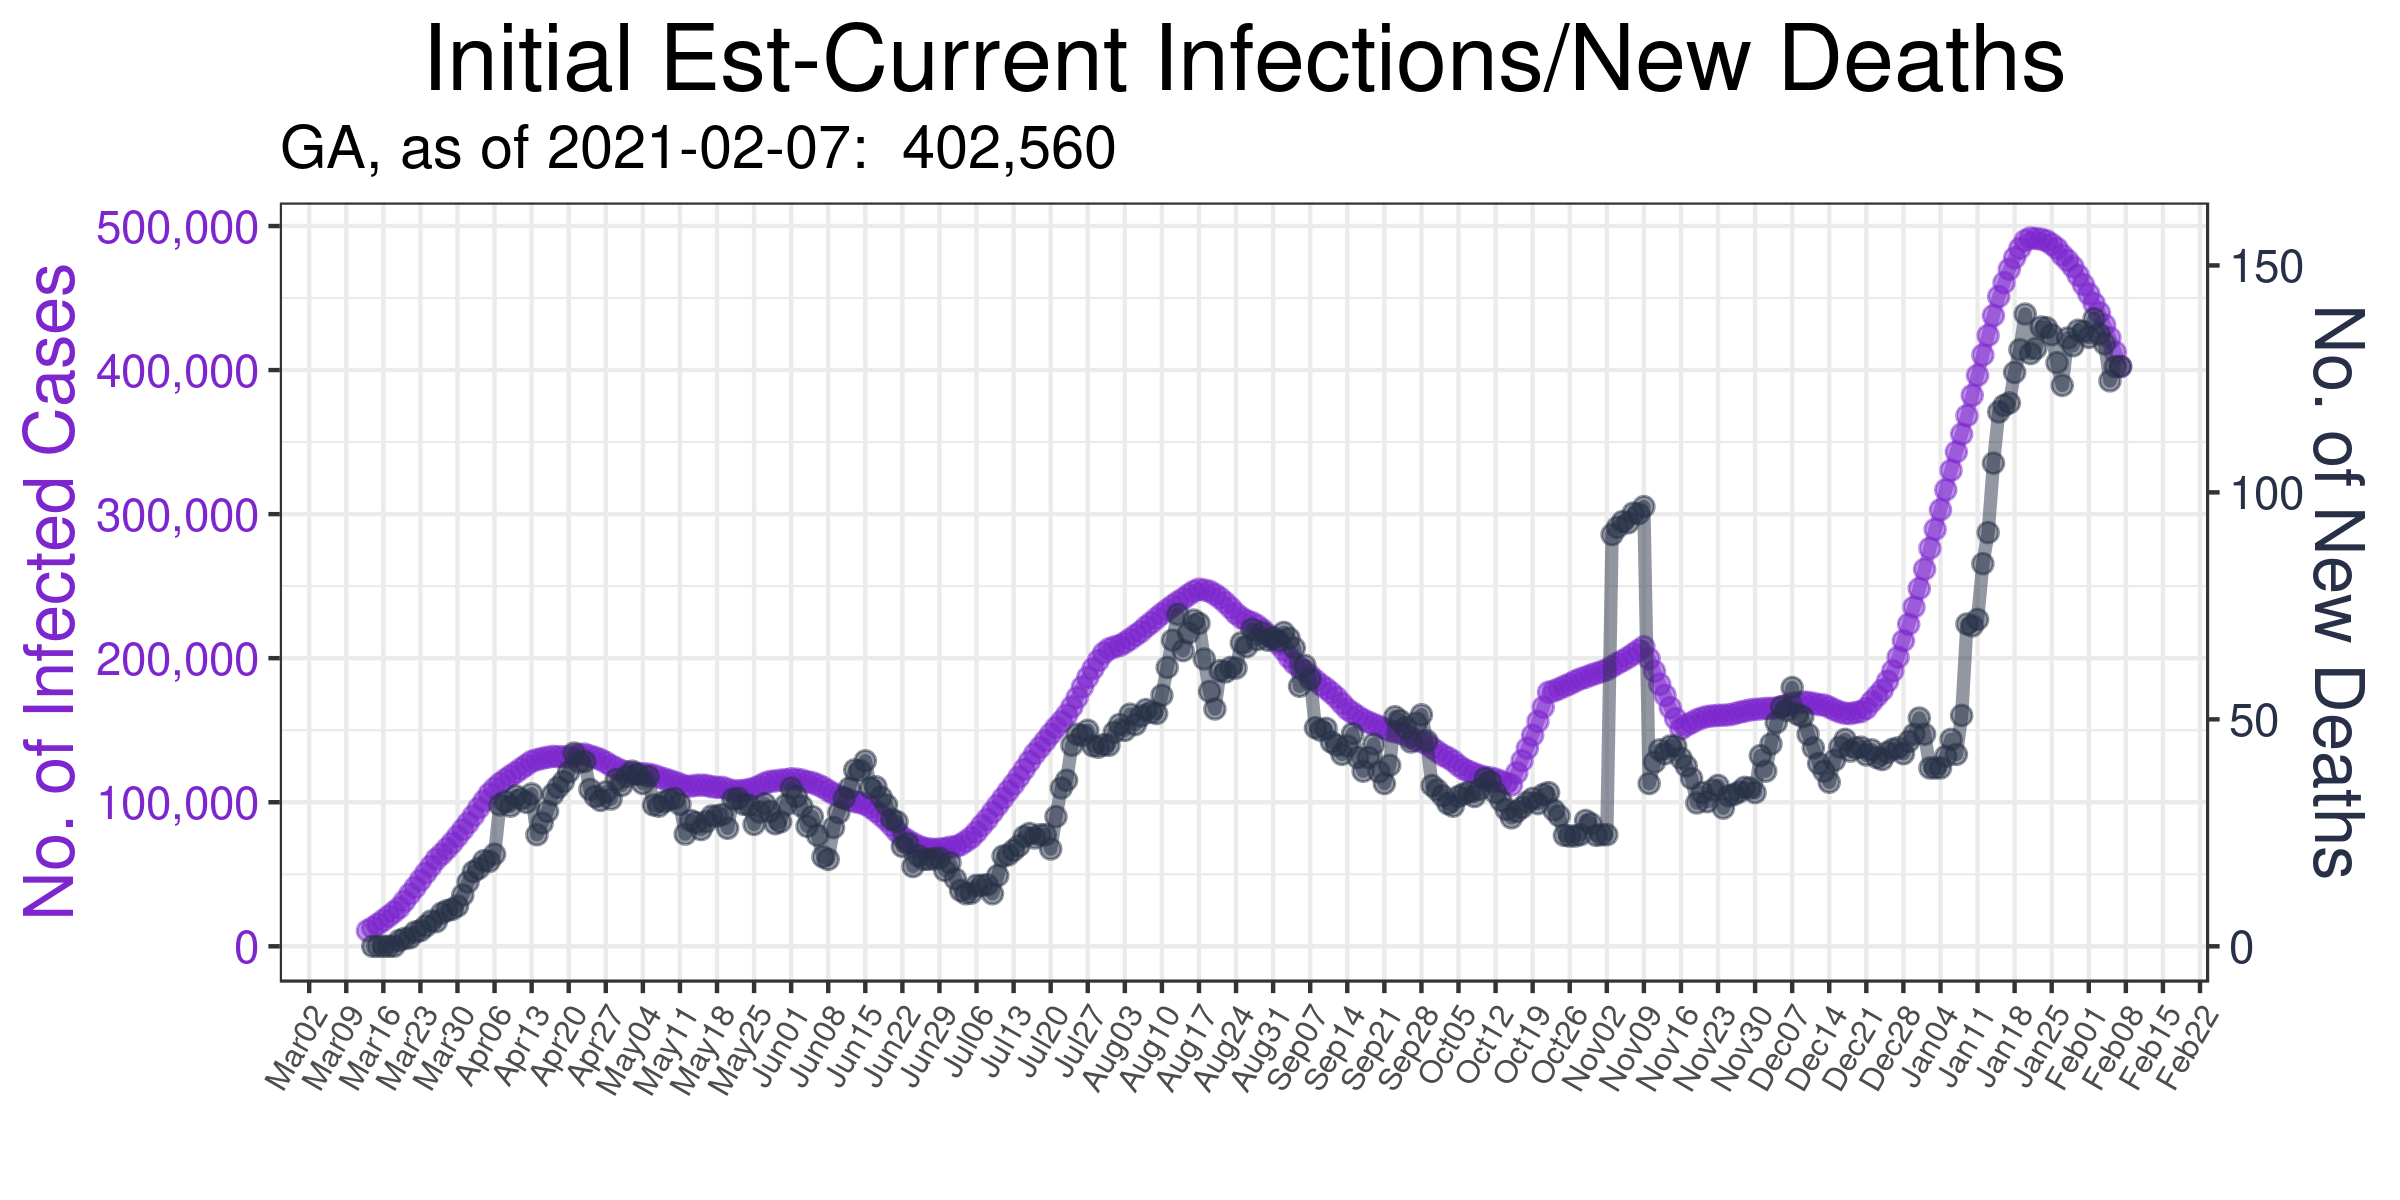 Initial Est-Current Infections/New Deaths
GA, as of 2021-02-07:  402,560
No. of Infected Cases
500,000
400,000
300,000
200,000
100,000
0
150
100
50
0
No. of New Deaths
Mar02
Mar09
Mar16
Mar23
Mar30
Apr06
Apr13
Apr20
Apr27
May04
May11
May18
May25
Jun01
Jun08
Jun15
Jun22
Jun29
Jul06
Jul13
Jul20
Jul27
Aug03
Aug10
Aug17
Aug24
Aug31
Sep07
Sep14
Sep21
Sep28
Oct05
Oct12
Oct19
Oct26
Nov02
Nov09
Nov16
Nov23
Nov30
Dec07
Dec14
Dec21
Dec28
Jan04
Jan11
Jan18
Jan25
Feb01
Feb08
Feb15
Feb22